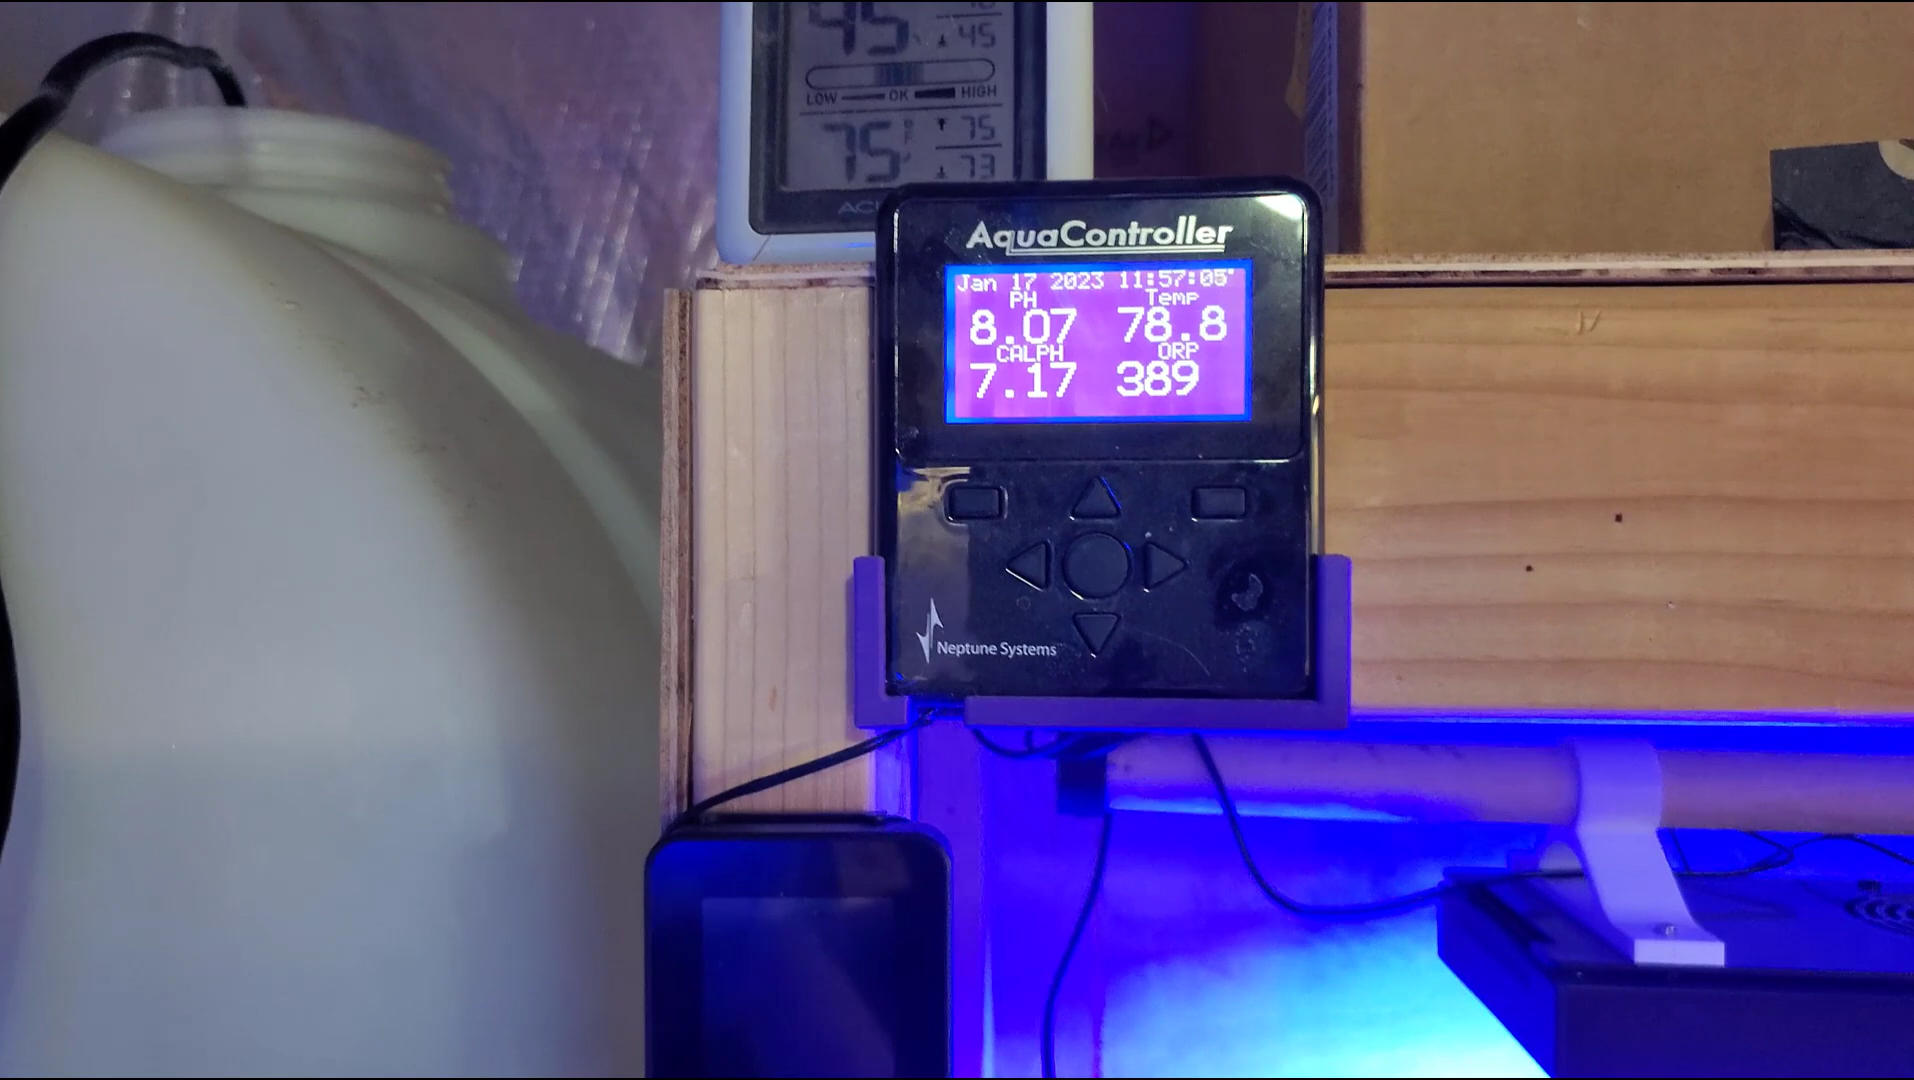 45
45
LOW OK HIGH
75 °F 75
73
AquaController
Jan 17 2023 11:57:05
PH Temp
8.07 78.8
CALPH ORP
7.17 389
Neptune Systems